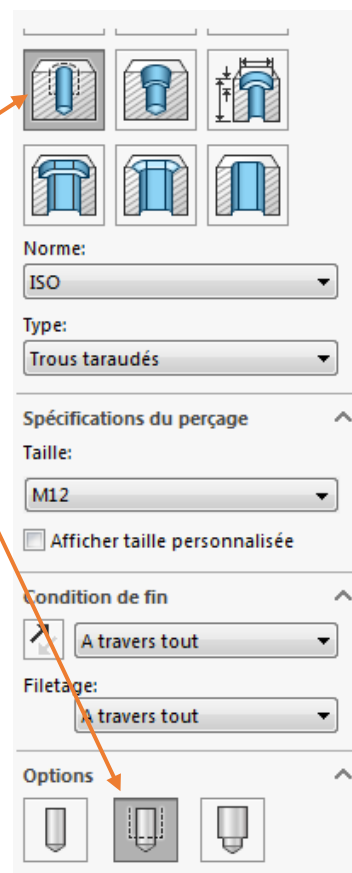 Norme:
ISO
Type:
Trous taraudés
Spécifications du perçage
Taille:
M12
Afficher taille personnalisée
Condition de fin
A travers tout
Filetage:
A travers tout
Options